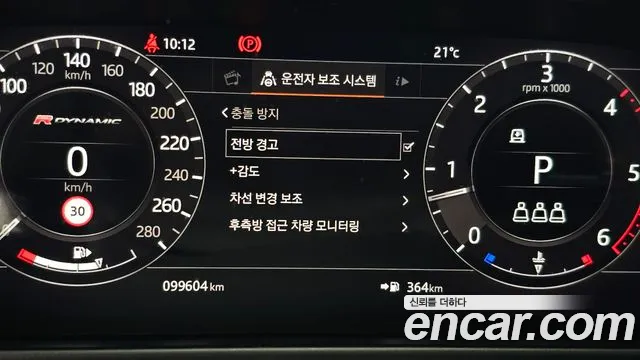 10:12
(P)
21°c
100
120
140
160
180
200
220
240
260
280
km/h
R-DYNAMIC
0
km/h
30
운전자 보조 시스템
i
충돌 방지
전방 경고
+감도
차선 변경 보조
후측방 접근 차량 모니터링
0
1
2
3
4
5
6
rpm x 1000
P
099604 km
364km
신뢰를 더하다
encar.com